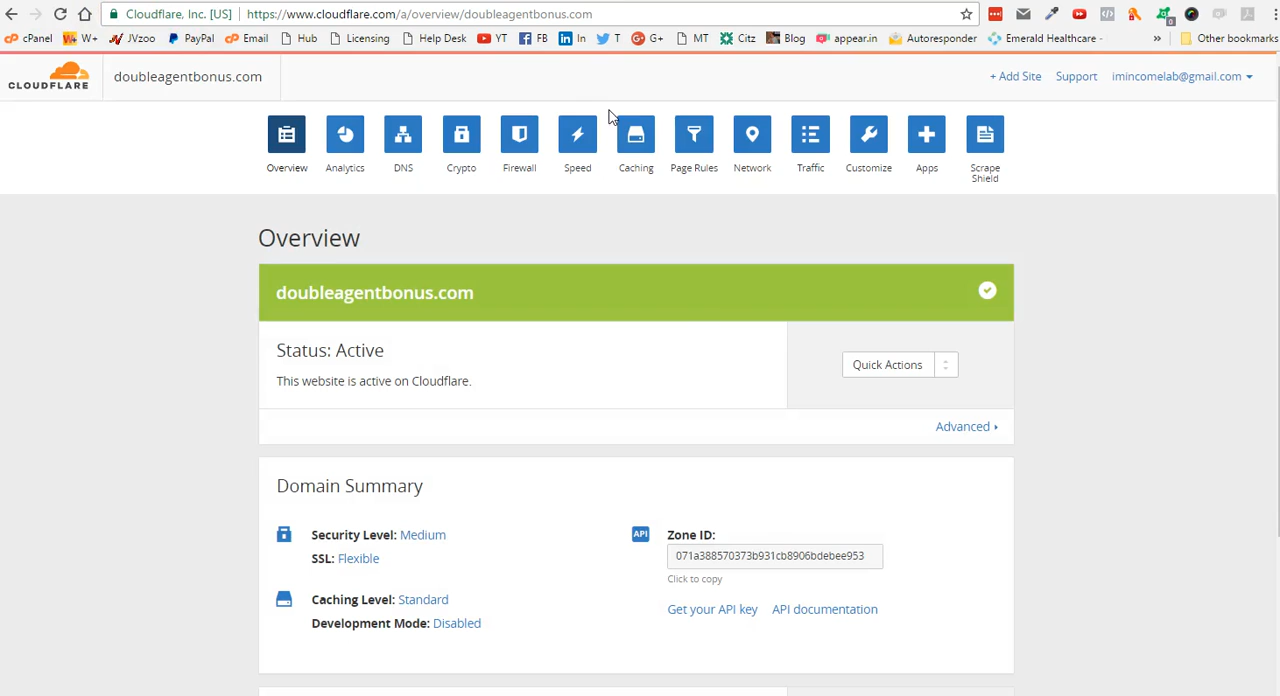 Cloudflare, Inc. [US] https://www.cloudflare.com/a/overview/doubleagentbonus.com
cPanel W+ JVzoo PayPal Email Hub Licensing Help Desk YT FB In T G+ MT Citz Blog appear.in Autoresponder Emerald Healthcare - » Other bookmarks
CLOUDFLARE doubleagentbonus.com + Add Site Support imincomelab@gmail.com
Overview Analytics DNS Crypto Firewall Speed Caching Page Rules Network Traffic Customize Apps Scrape
Shield
Overview
doubleagentbonus.com
Status: Active
Quick Actions
This website is active on Cloudflare.
Advanced
Domain Summary
Security Level: Medium
API Zone ID:
SSL: Flexible
071a388570373b931cb8906bdebee953
Click to copy
Caching Level: Standard
Get your API key API documentation
Development Mode: Disabled